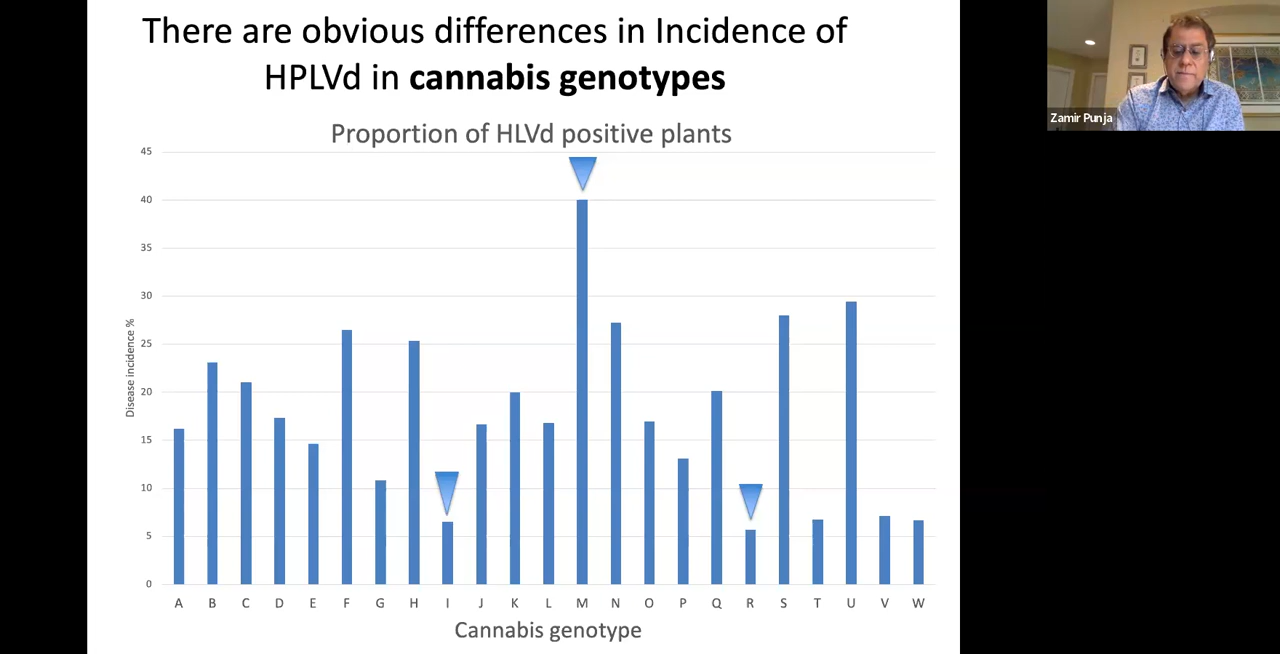 There are obvious differences in Incidence of
HPLVd in cannabis genotypes
Proportion of HLVd positive plants
Zamir Punja
45
40
35
30
25
20
15
10
5
0
Disease incidence %
A B C D E F G H I J K L M N O P Q R S T U V W
Cannabis genotype